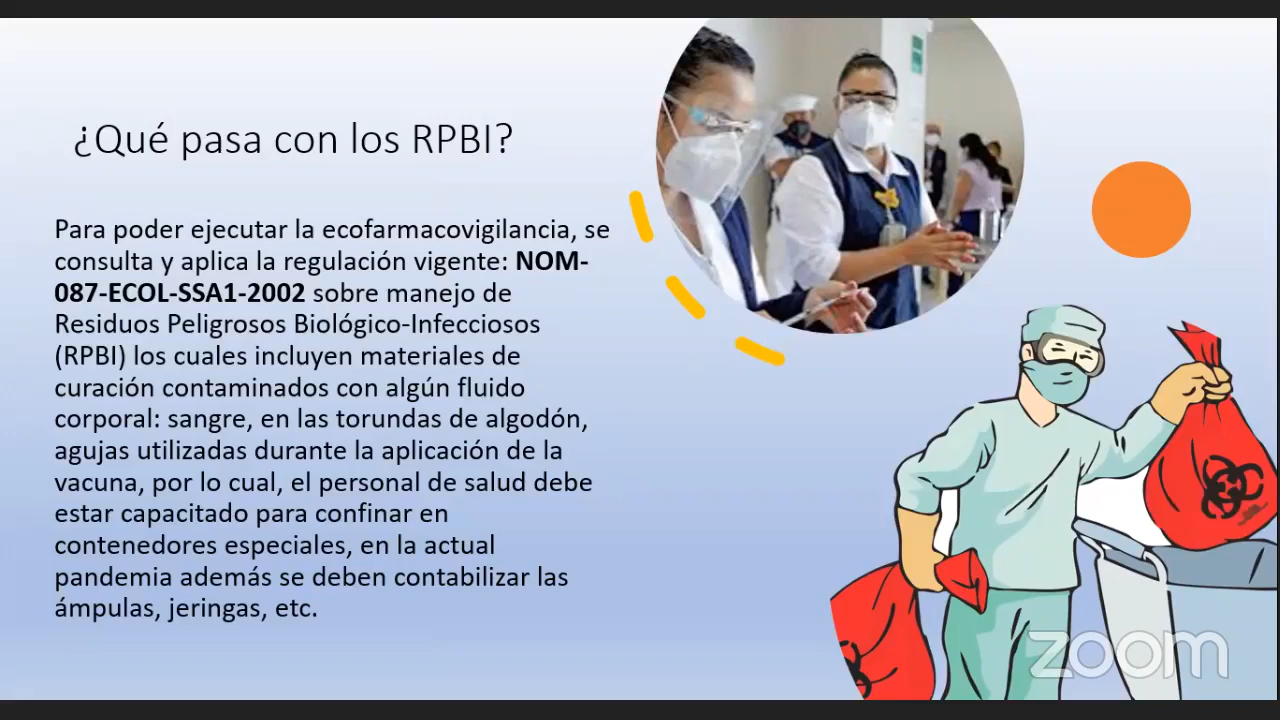 ¿Qué pasa con los RPBI?
Para poder ejecutar la ecofarmacovigilancia, se
consulta y aplica la regulación vigente: NOM-
087-ECOL-SSA1-2002 sobre manejo de
Residuos Peligrosos Biológico-Infecciosos
(RPBI) los cuales incluyen materiales de
curación contaminados con algún fluido
corporal: sangre, en las torundas de algodón,
agujas utilizadas durante la aplicación de la
vacuna, por lo cual, el personal de salud debe
estar capacitado para confinar en
contenedores especiales, en la actual
pandemia además se deben contabilizar las
ámpulas, jeringas, etc.
zoom